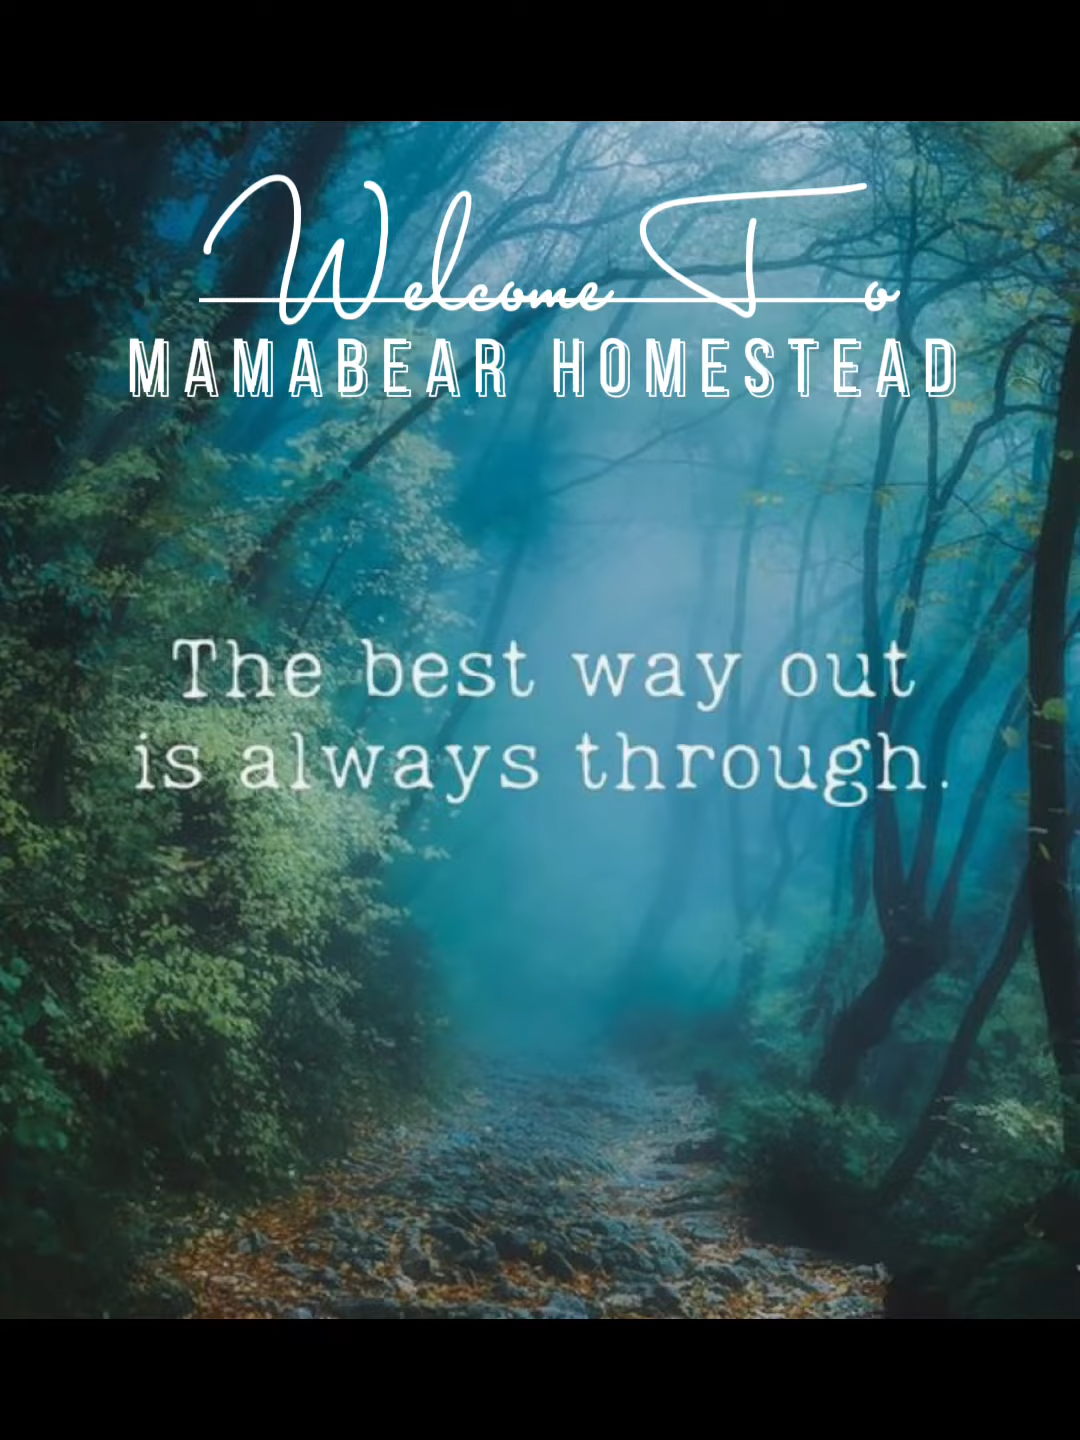 Welcome To
MAMABEAR HOMESTEAD
The best way out
is always through.